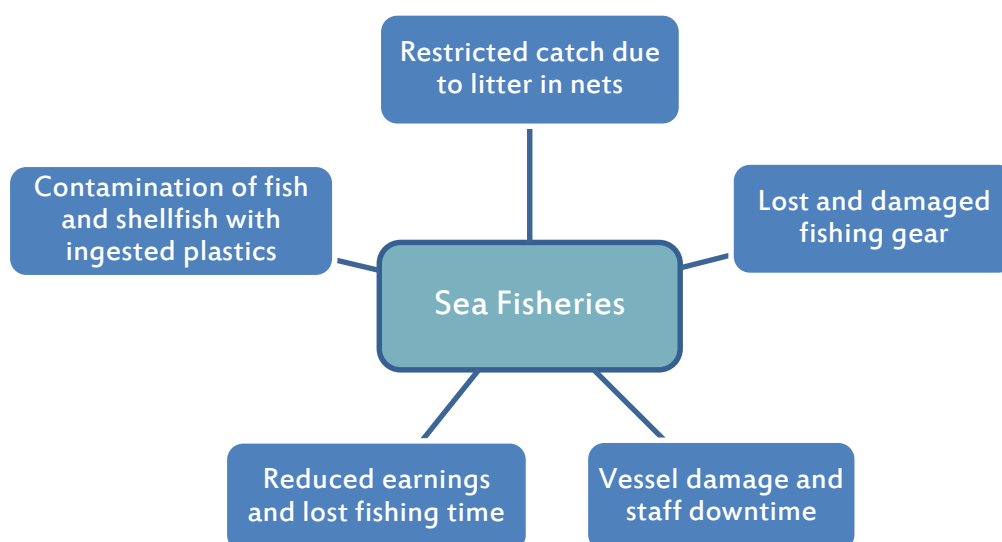 Restricted catch due
to litter in nets
Contamination of fish
and shellfish with
ingested plastics
Lost and damaged
fishing gear
Sea Fisheries
Reduced earnings
and lost fishing time
Vessel damage and
staff downtime